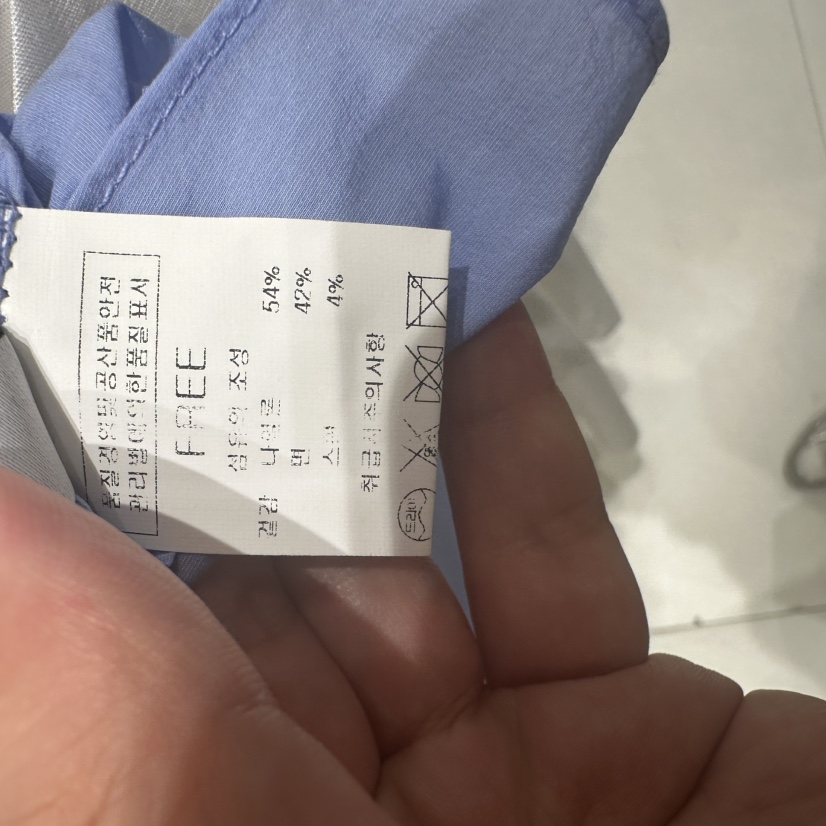 품질경영및공산품안전
관리법에의한품질표시
FREE
섬유의 조성
겉감 나일론 54%
면 42%
스판 4%
취급시주의사항
드라이